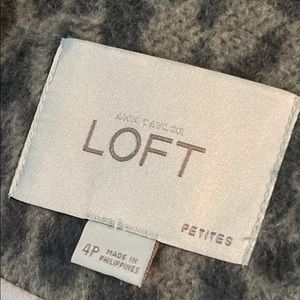 ANN TAYLOR
LOFT
PETITES
4P
MADE IN
PHILIPPINES